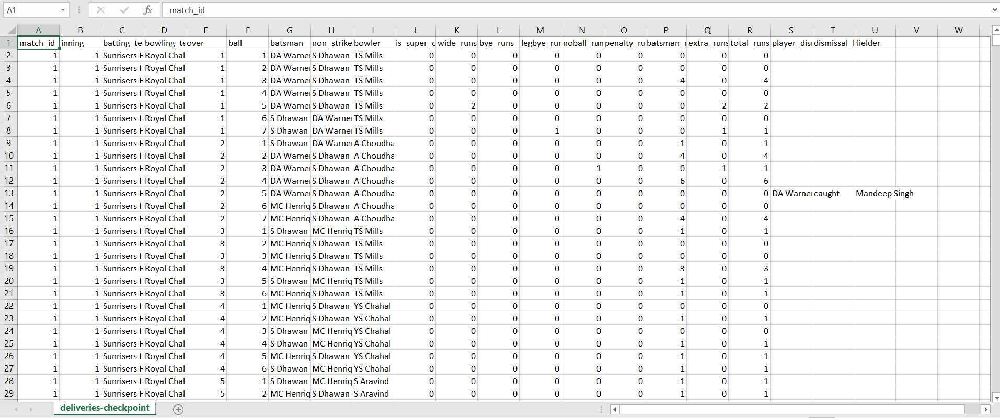 A1 fx match_id
A B C D E F G H I J K L M N O P Q R S T U V W
1 match_id inning batting_te bowling_te over ball batsman non_strike bowler is_super_o wide_runs bye_runs legbye_run noball_run penalty_ru batsman_r extra_runs total_runs player_dis dismissal_ fielder
2 1 1 Sunrisers H Royal Chal 1 1 DA Warner S Dhawan TS Mills 0 0 0 0 0 0 0 0 0
3 1 1 Sunrisers H Royal Chal 1 2 DA Warner S Dhawan TS Mills 0 0 0 0 0 0 0 0 0
4 1 1 Sunrisers H Royal Chal 1 3 DA Warner S Dhawan TS Mills 0 0 0 0 0 0 4 0 4
5 1 1 Sunrisers H Royal Chal 1 4 DA Warner S Dhawan TS Mills 0 0 0 0 0 0 0 0 0
6 1 1 Sunrisers H Royal Chal 1 5 DA Warner S Dhawan TS Mills 0 2 0 0 0 0 0 2 2
7 1 1 Sunrisers H Royal Chal 1 6 S Dhawan DA Warner TS Mills 0 0 0 0 0 0 0 0 0
8 1 1 Sunrisers H Royal Chal 1 7 S Dhawan DA Warner TS Mills 0 0 0 1 0 0 0 1 1
9 1 1 Sunrisers H Royal Chal 2 1 S Dhawan DA Warner A Choudha 0 0 0 0 0 0 1 0 1
10 1 1 Sunrisers H Royal Chal 2 2 DA Warner S Dhawan A Choudha 0 0 0 0 0 0 4 0 4
11 1 1 Sunrisers H Royal Chal 2 3 DA Warner S Dhawan A Choudha 0 0 0 0 1 0 0 1 1
12 1 1 Sunrisers H Royal Chal 2 4 DA Warner S Dhawan A Choudha 0 0 0 0 0 0 6 0 6
13 1 1 Sunrisers H Royal Chal 2 5 DA Warner S Dhawan A Choudha 0 0 0 0 0 0 0 0 0 DA Warner caught Mandeep Singh
14 1 1 Sunrisers H Royal Chal 2 6 MC Henriq S Dhawan A Choudha 0 0 0 0 0 0 0 0 0
15 1 1 Sunrisers H Royal Chal 2 7 MC Henriq S Dhawan A Choudha 0 0 0 0 0 0 4 0 4
16 1 1 Sunrisers H Royal Chal 3 1 S Dhawan MC Henriq TS Mills 0 0 0 0 0 0 1 0 1
17 1 1 Sunrisers H Royal Chal 3 2 MC Henriq S Dhawan TS Mills 0 0 0 0 0 0 0 0 0
18 1 1 Sunrisers H Royal Chal 3 3 MC Henriq S Dhawan TS Mills 0 0 0 0 0 0 0 0 0
19 1 1 Sunrisers H Royal Chal 3 4 MC Henriq S Dhawan TS Mills 0 0 0 0 0 0 3 0 3
20 1 1 Sunrisers H Royal Chal 3 5 S Dhawan MC Henriq TS Mills 0 0 0 0 0 0 1 0 1
21 1 1 Sunrisers H Royal Chal 3 6 MC Henriq S Dhawan TS Mills 0 0 0 0 0 0 1 0 1
22 1 1 Sunrisers H Royal Chal 4 1 MC Henriq S Dhawan YS Chahal 0 0 0 0 0 0 0 0 0
23 1 1 Sunrisers H Royal Chal 4 2 MC Henriq S Dhawan YS Chahal 0 0 0 0 0 0 1 0 1
24 1 1 Sunrisers H Royal Chal 4 3 S Dhawan MC Henriq YS Chahal 0 0 0 0 0 0 0 0 0
25 1 1 Sunrisers H Royal Chal 4 4 S Dhawan MC Henriq YS Chahal 0 0 0 0 0 0 1 0 1
26 1 1 Sunrisers H Royal Chal 4 5 MC Henriq S Dhawan YS Chahal 0 0 0 0 0 0 1 0 1
27 1 1 Sunrisers H Royal Chal 4 6 S Dhawan MC Henriq YS Chahal 0 0 0 0 0 0 1 0 1
28 1 1 Sunrisers H Royal Chal 5 1 S Dhawan MC Henriq S Aravind 0 0 0 0 0 0 1 0 1
29 1 1 Sunrisers H Royal Chal 5 2 MC Henriq S Dhawan S Aravind 0 0 0 0 0 0 1 0 1
deliveries-checkpoint